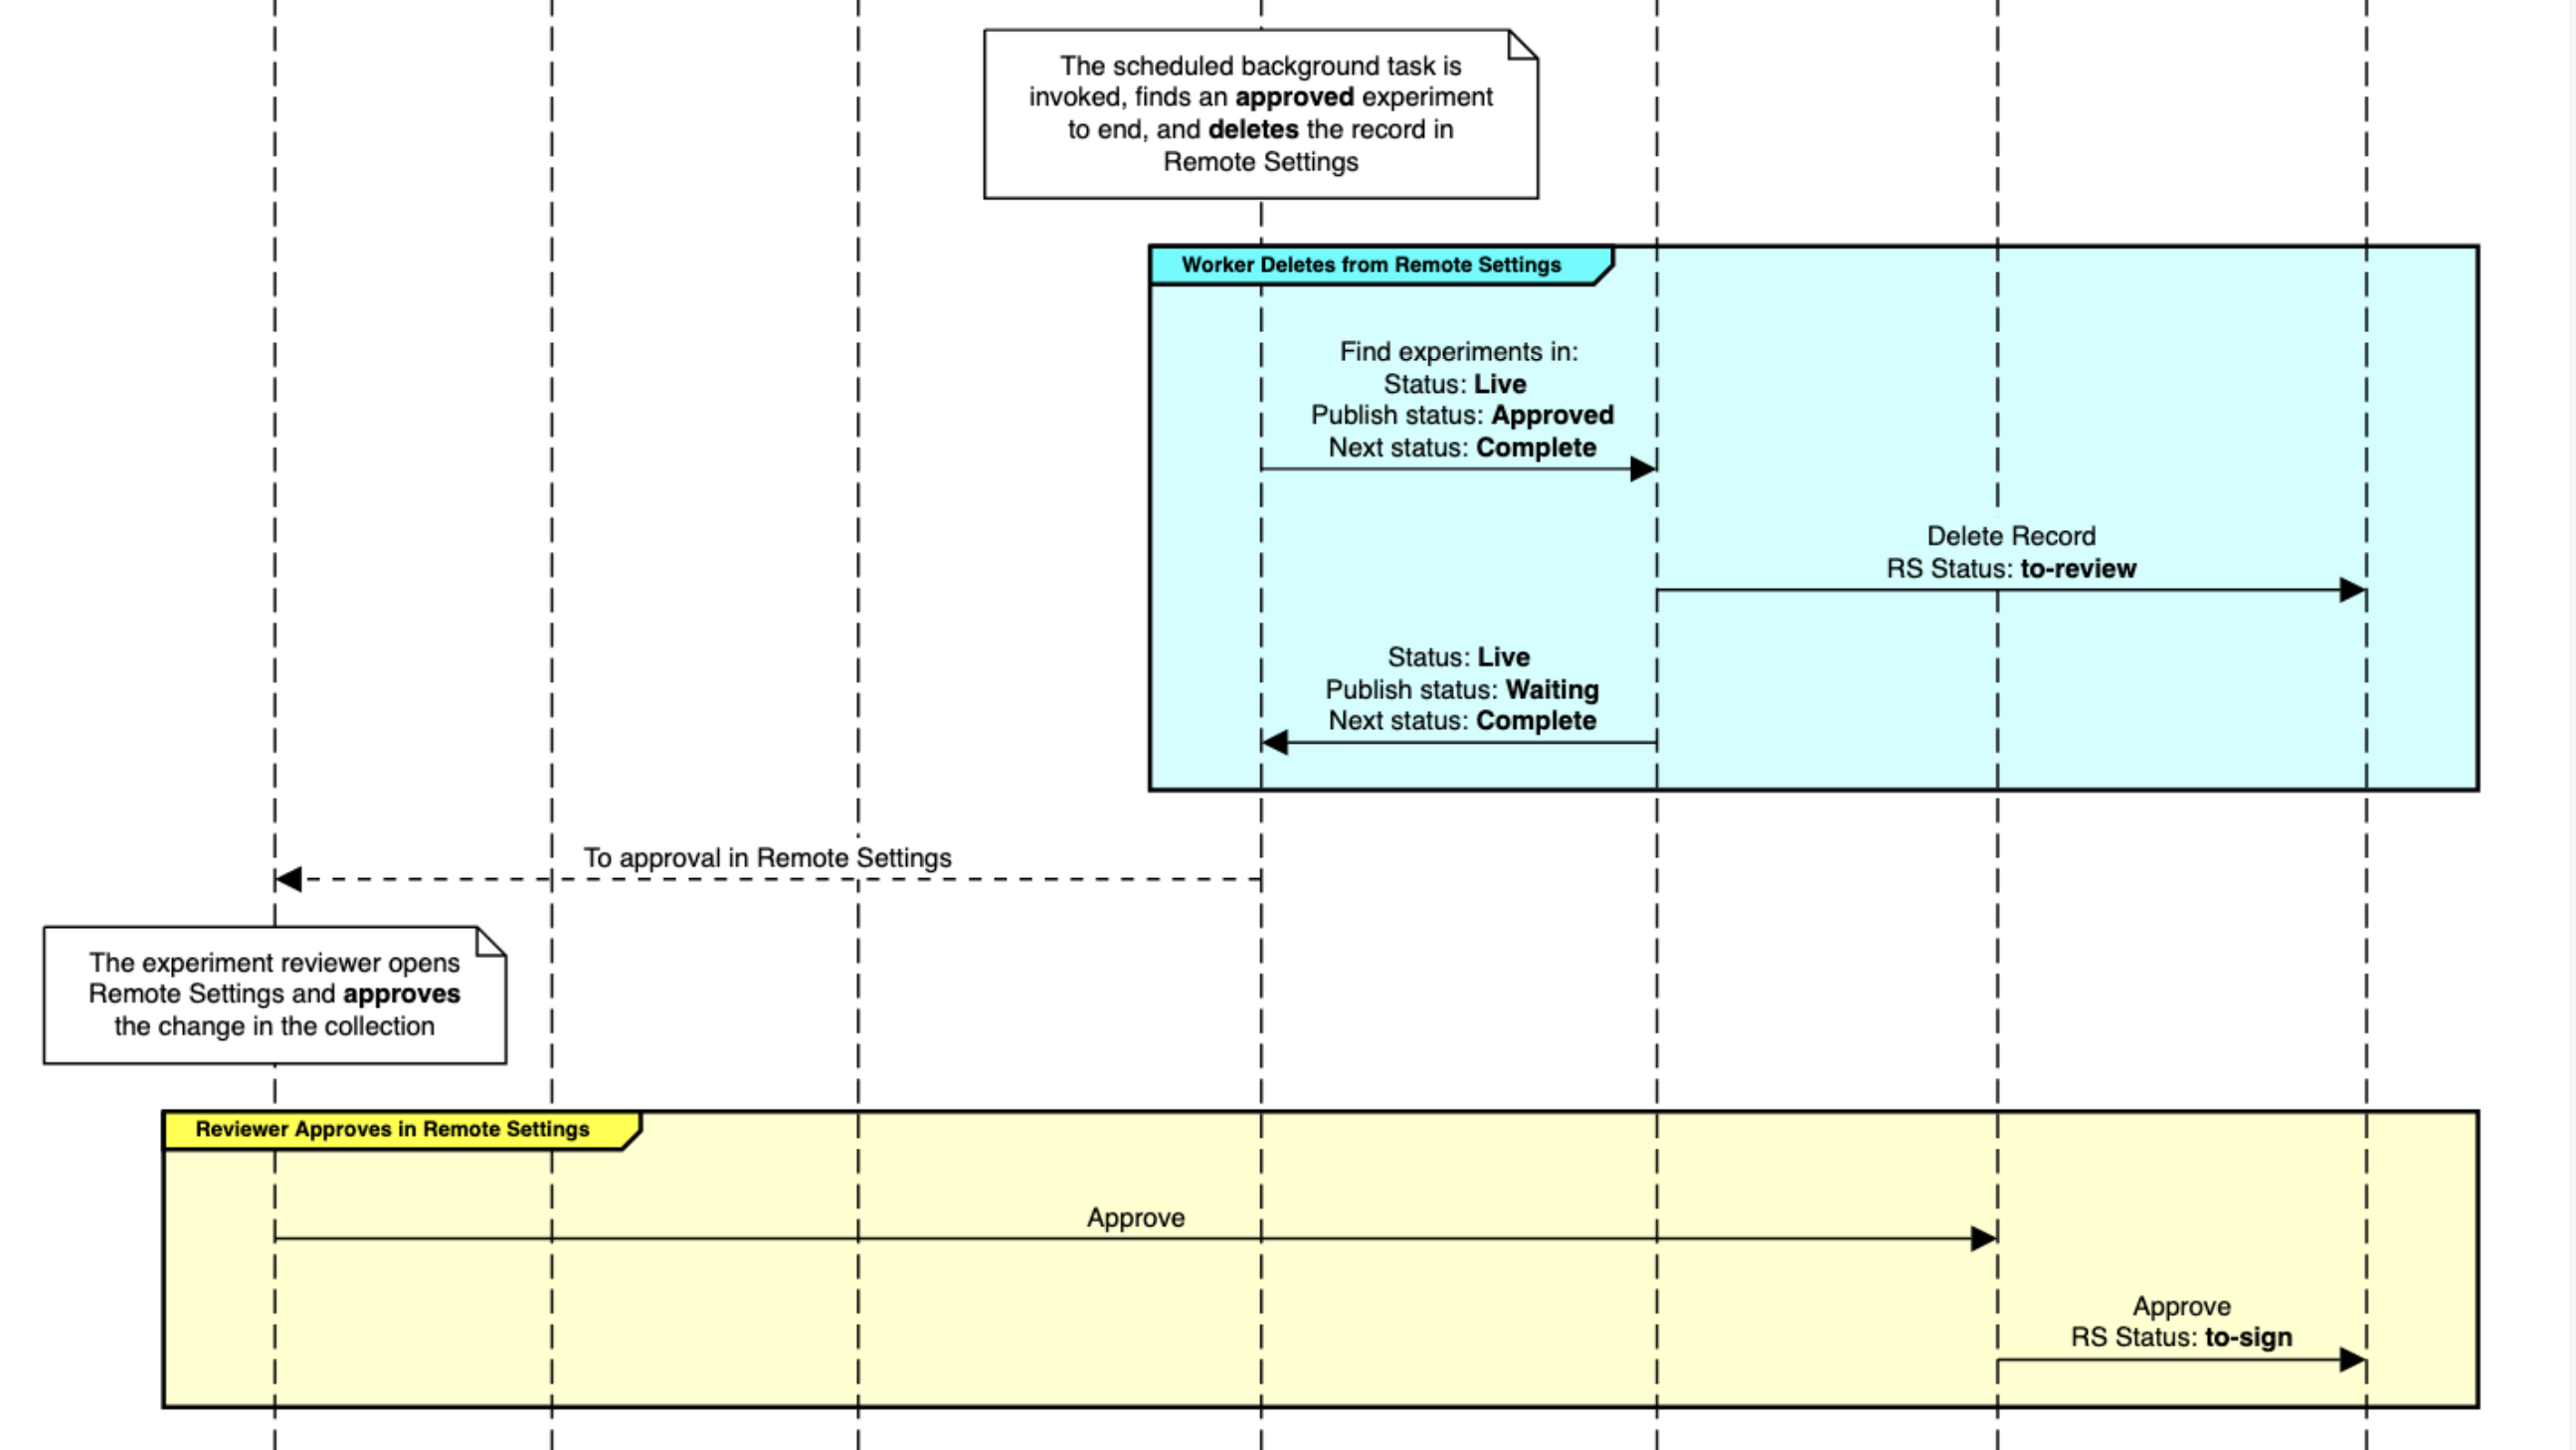 The scheduled background task is
invoked, finds an approved experiment
to end, and deletes the record in
Remote Settings
Worker Deletes from Remote Settings
Find experiments in:
Status: Live
Publish status: Approved
Next status: Complete
Delete Record
RS Status: to-review
Status: Live
Publish status: Waiting
Next status: Complete
To approval in Remote Settings
The experiment reviewer opens
Remote Settings and approves
the change in the collection
Reviewer Approves in Remote Settings
Approve
Approve
RS Status: to-sign